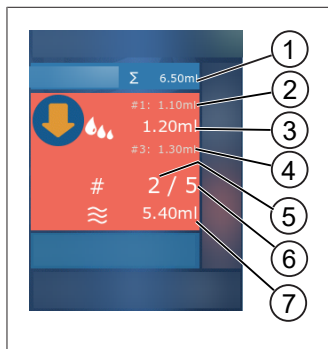 Σ 6.50ml 1
#1: 1.10ml 2
1.20ml 3
#3: 1.30ml 4
# 2 / 5 5
6
≈ 5.40ml 7